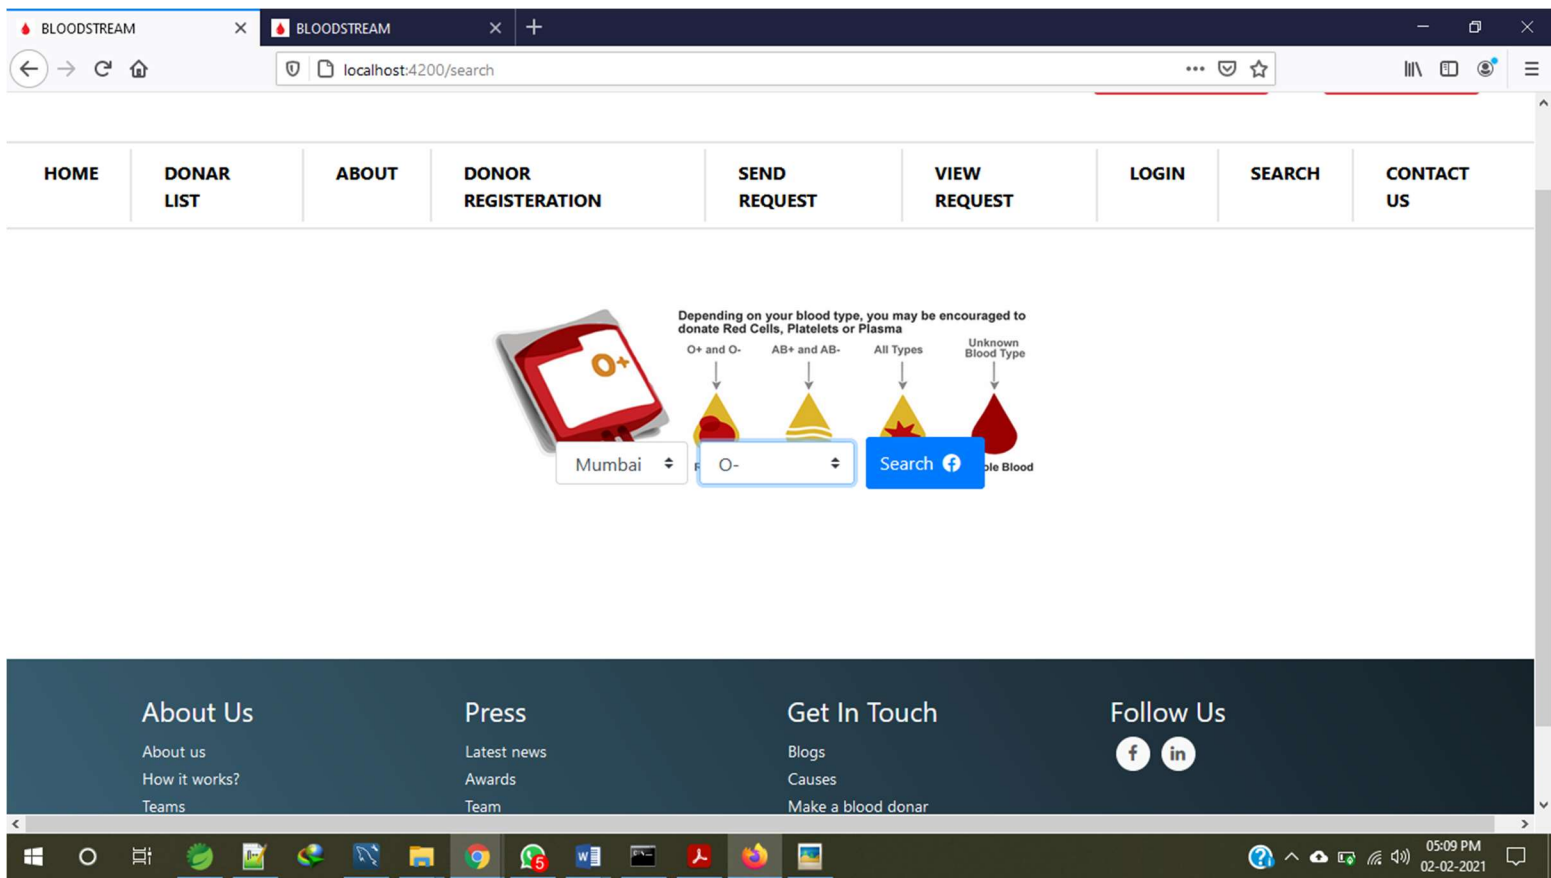 BLOODSTREAM
BLOODSTREAM
localhost:4200/search
HOME
DONAR
LIST
ABOUT
DONOR
REGISTERATION
SEND
REQUEST
VIEW
REQUEST
LOGIN
SEARCH
CONTACT
US
Depending on your blood type, you may be encouraged to
donate Red Cells, Platelets or Plasma
O+ and O-
AB+ and AB-
All Types
Unknown
Blood Type
O+
Mumbai
O-
Search
Blood
About Us
Press
Get In Touch
Follow Us
About us
Latest news
Blogs
f in
How it works?
Awards
Causes
Teams
Team
Make a blood donar
5
05:09 PM
02-02-2021